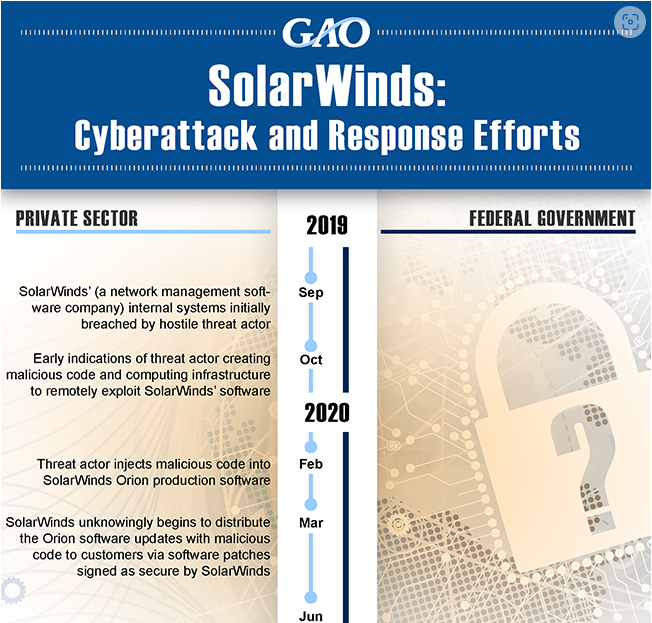 GAO
SolarWinds:
Cyberattack and Response Efforts
PRIVATE SECTOR
2019
FEDERAL GOVERNMENT
Sep
SolarWinds’ (a network management soft-
ware company) internal systems initially
breached by hostile threat actor
Oct
Early indications of threat actor creating
malicious code and computing infrastructure
to remotely exploit SolarWinds’ software
2020
Feb
Threat actor injects malicious code into
SolarWinds Orion production software
Mar
SolarWinds unknowingly begins to distribute
the Orion software updates with malicious
code to customers via software patches
signed as secure by SolarWinds
Jun
?